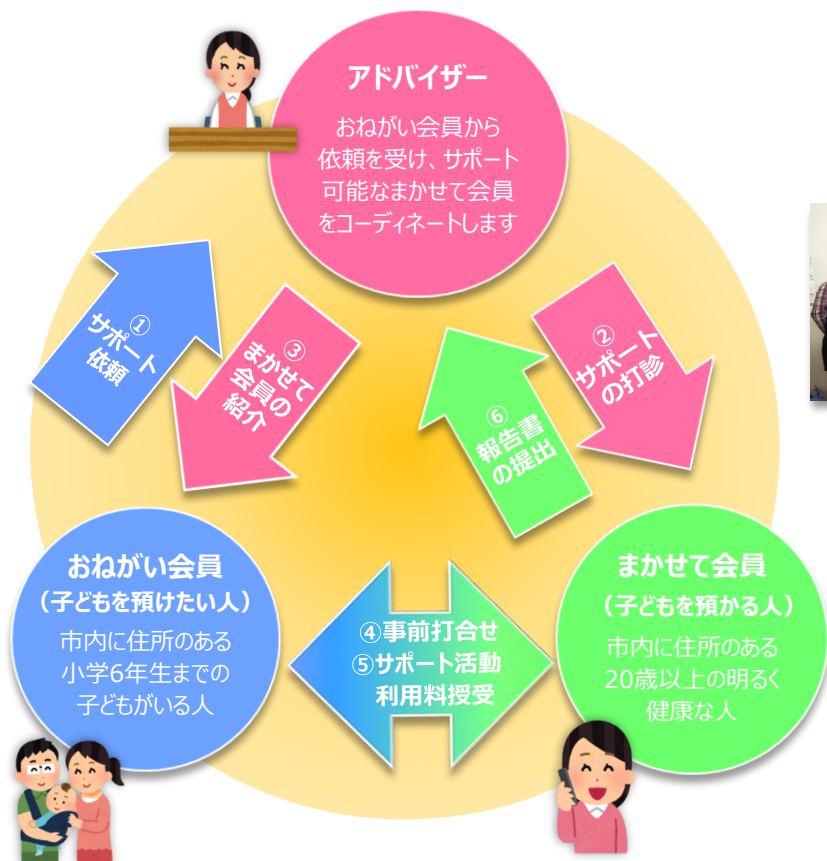 アドバイザー
おねがい会員から
依頼を受け、サポート
可能なまかせて会員
をコーディネートします
①
サポート
依頼
③
まかせて
会員の
紹介
②
サポート
の打診
⑥
報告書
の提出
おねがい会員
（子どもを預けたい人）
市内に住所のある
小学6年生までの
子どもがいる人
④事前打合せ
⑤サポート活動
利用料授受
まかせて会員
（子どもを預かる人）
市内に住所のある
20歳以上の明るく
健康な人